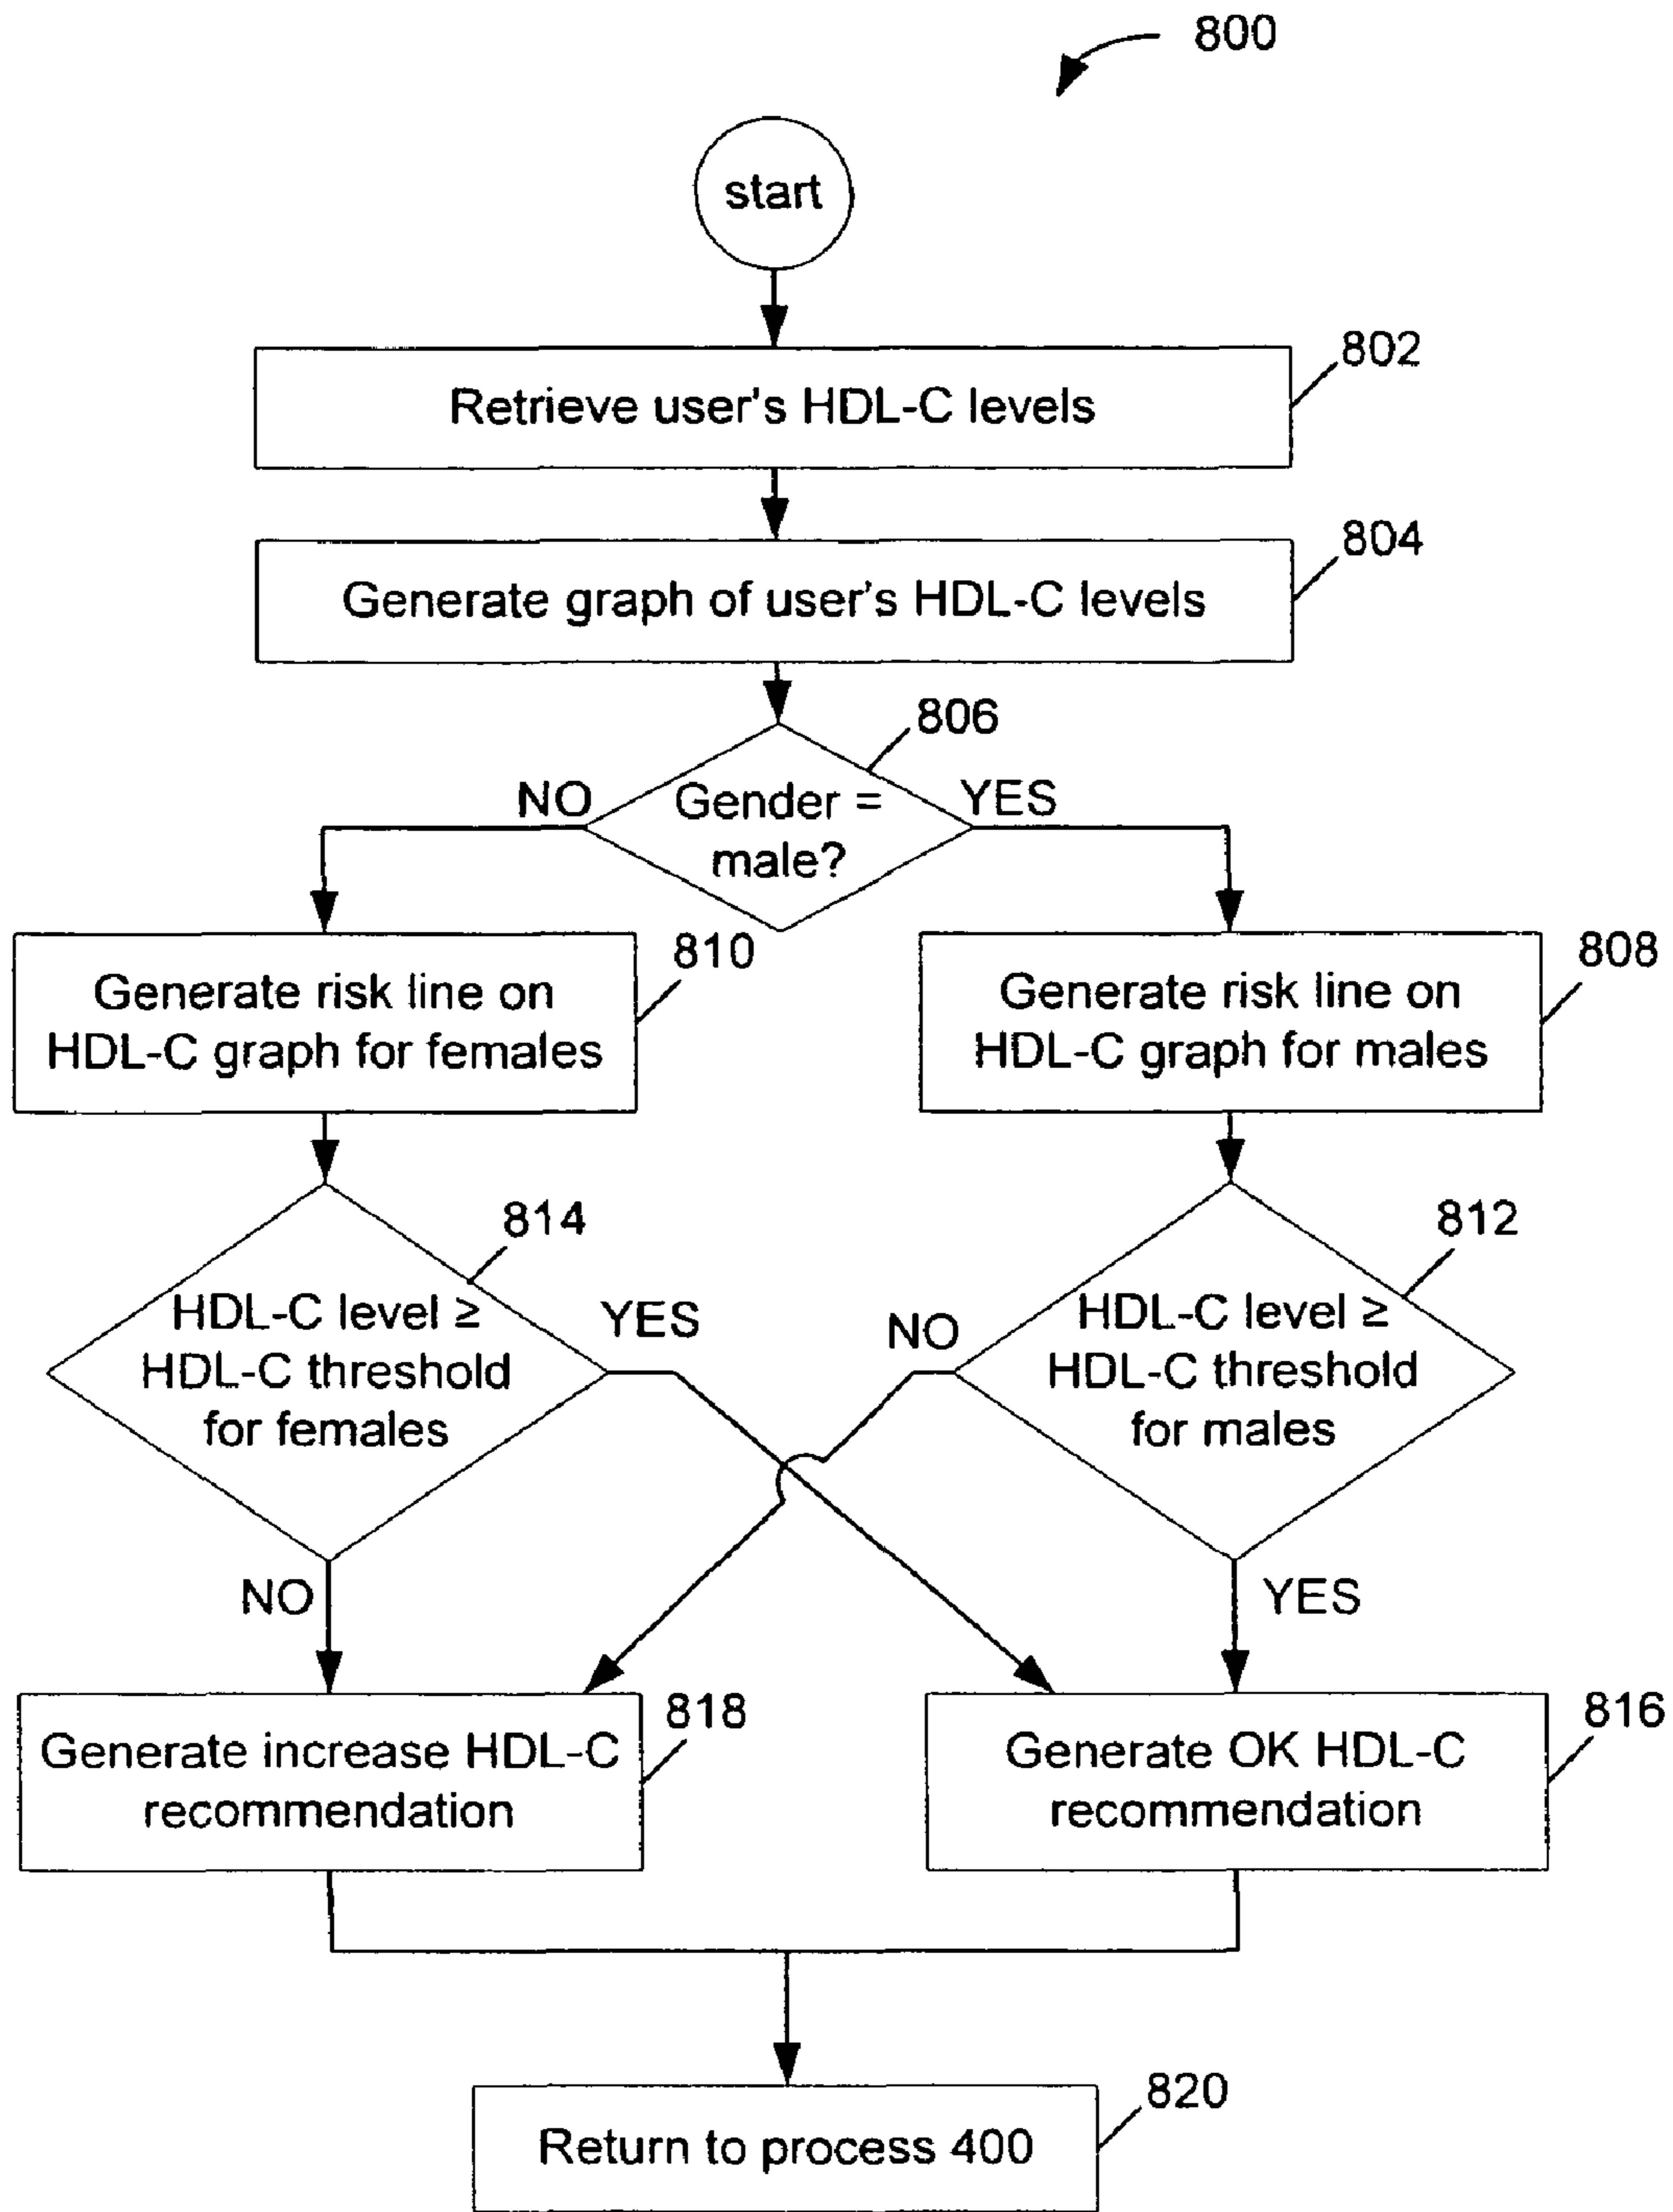 800
start
802
Retrieve user's HDL-C levels
804
Generate graph of user's HDL-C levels
806
NO
YES
Gender =
male?
810
Generate risk line on
HDL-C graph for females
808
Generate risk line on
HDL-C graph for males
814
HDL-C level ≥
HDL-C threshold
for females
YES
NO
812
HDL-C level ≥
HDL-C threshold
for males
NO
YES
818
Generate increase HDL-C
recommendation
816
Generate OK HDL-C
recommendation
820
Return to process 400